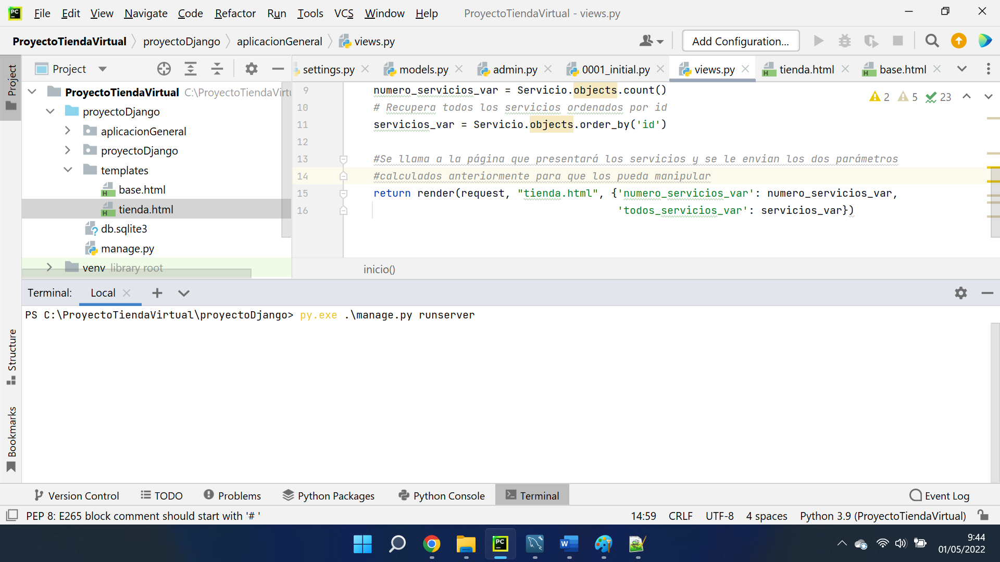 PC File Edit View Navigate Code Refactor Run Tools VCS Window Help ProyectoTiendaVirtual - views.py
ProyectoTiendaVirtual proyectoDjango aplicacionGeneral views.py Add Configuration...
Project
Project
settings.py models.py admin.py 0001_initial.py views.py tienda.html base.html
ProyectoTiendaVirtual C:\ProyectoTiendaVirtu
proyectoDjango
aplicacionGeneral
proyectoDjango
templates
base.html
tienda.html
db.sqlite3
manage.py
venv library root
2 5 23
9 numero_servicios_var = Servicio.objects.count()
10 # Recupera todos los servicios ordenados por id
11 servicios_var = Servicio.objects.order_by('id')
12
13 #Se llama a la página que presentará los servicios y se le envian los dos parámetros
14 #calculados anteriormente para que los pueda manipular
15 return render(request, "tienda.html", {'numero_servicios_var': numero_servicios_var,
16 'todos_servicios_var': servicios_var})
inicio()
Terminal: Local
PS C:\ProyectoTiendaVirtual\proyectoDjango> py.exe .\manage.py runserver
Structure
Bookmarks
Version Control TODO Problems Python Packages Python Console Terminal Event Log
PEP 8: E265 block comment should start with '# ' 14:59 CRLF UTF-8 4 spaces Python 3.9 (ProyectoTiendaVirtual)
PC W
9:44
01/05/2022